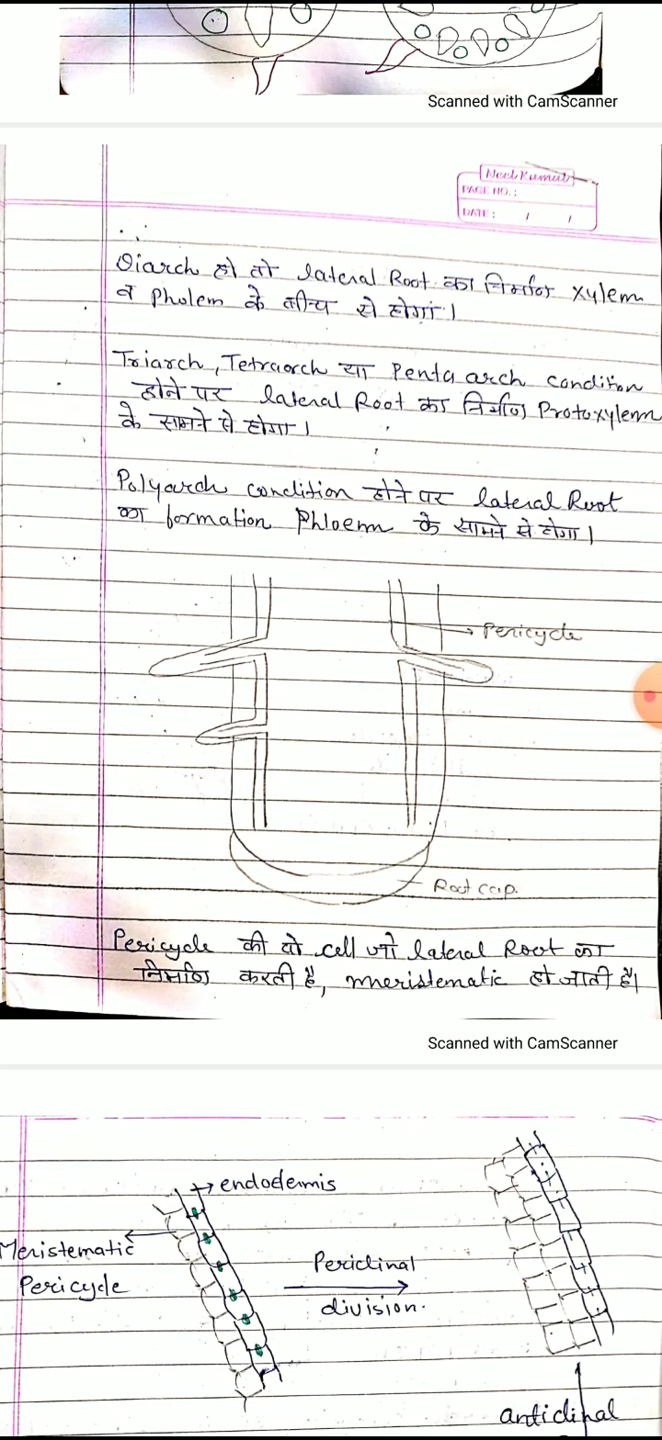 Scanned with CamScanner
Neel Kumar
PAGE NO.:
DATE: / /
Diarch हो तो lateral Root का निर्माण xylem
व Pholem के बीच से होगा।
Triarch, Tetraorch या Penta arch conditon
होने पर lateral Root का निर्माण Protoxylem
के सामने से होगा।
Polyarch condition होने पर lateral Root
का formation Phloem के सामने से होगा।
Pericycle
Root cap.
Pericycle की वो cell जो lateral Root का
निर्माण करती है, meristematic हो जाती है।
Scanned with CamScanner
endodermis
Meristematic
Pericycle
Periclinal
division.
anticlinal